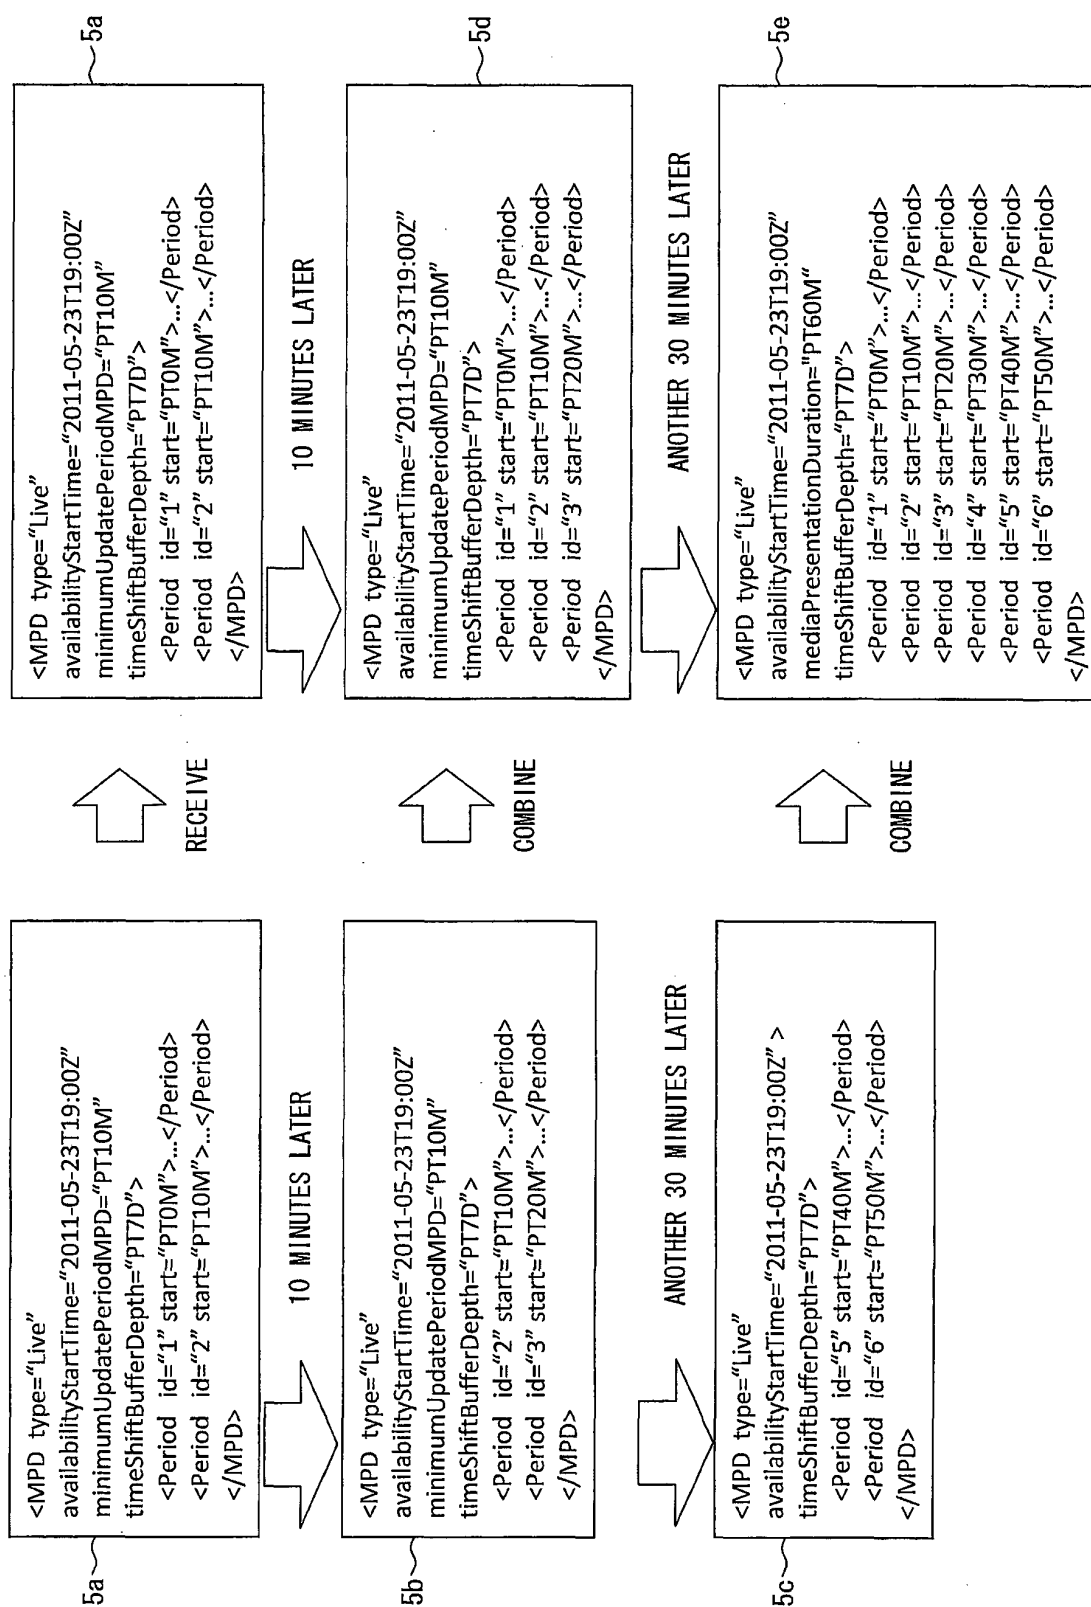 5a
<MPD type="Live"
availabilityStartTime="2011-05-23T19:00Z"
minimumUpdatePeriodMPD="PT10M"
timeShiftBufferDepth="PT7D">
<Period id="1" start="PT0M">...</Period>
<Period id="2" start="PT10M">...</Period>
</MPD>
10 MINUTES LATER
5b
<MPD type="Live"
availabilityStartTime="2011-05-23T19:00Z"
minimumUpdatePeriodMPD="PT10M"
timeShiftBufferDepth="PT7D">
<Period id="2" start="PT10M">...</Period>
<Period id="3" start="PT20M">...</Period>
</MPD>
ANOTHER 30 MINUTES LATER
5c
<MPD type="Live"
availabilityStartTime="2011-05-23T19:00Z" >
timeShiftBufferDepth="PT7D">
<Period id="5" start="PT40M">...</Period>
<Period id="6" start="PT50M">...</Period>
</MPD>
RECEIVE
COMBINE
COMBINE
5a
<MPD type="Live"
availabilityStartTime="2011-05-23T19:00Z"
minimumUpdatePeriodMPD="PT10M"
timeShiftBufferDepth="PT7D">
<Period id="1" start="PT0M">...</Period>
<Period id="2" start="PT10M">...</Period>
</MPD>
10 MINUTES LATER
5d
<MPD type="Live"
availabilityStartTime="2011-05-23T19:00Z"
minimumUpdatePeriodMPD="PT10M"
timeShiftBufferDepth="PT7D">
<Period id="1" start="PT0M">...</Period>
<Period id="2" start="PT10M">...</Period>
<Period id="3" start="PT20M">...</Period>
</MPD>
ANOTHER 30 MINUTES LATER
5e
<MPD type="Live"
availabilityStartTime="2011-05-23T19:00Z"
mediaPresentationDuration="PT60M"
timeShiftBufferDepth="PT7D">
<Period id="1" start="PT0M">...</Period>
<Period id="2" start="PT10M">...</Period>
<Period id="3" start="PT20M">...</Period>
<Period id="4" start="PT30M">...</Period>
<Period id="5" start="PT40M">...</Period>
<Period id="6" start="PT50M">...</Period>
</MPD>